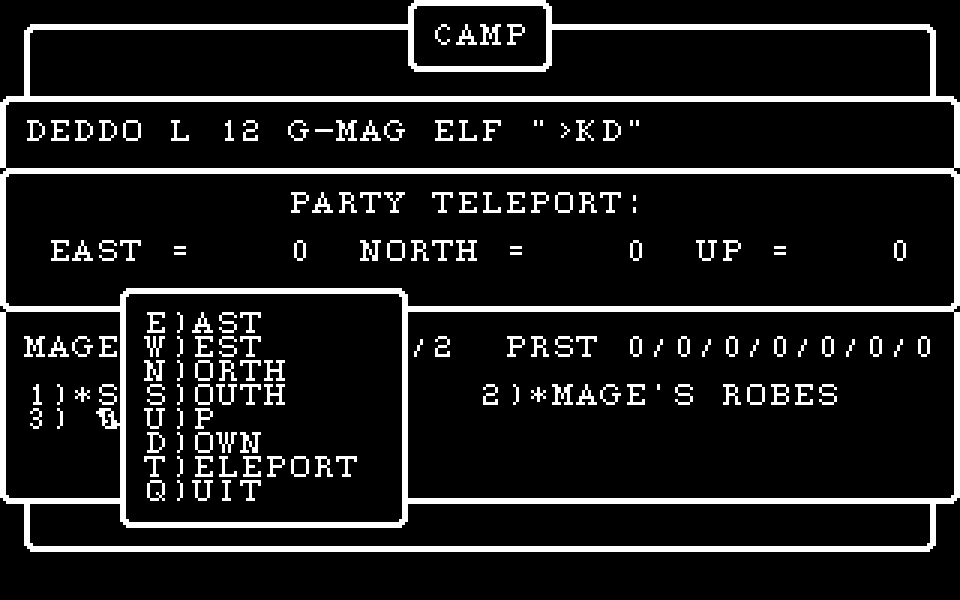 CAMP
DEDDO L 12 G-MAG ELF ">KD"
PARTY TELEPORT:
EAST = 0 NORTH = 0 UP = 0
E)AST
W)EST
MAGE /2 PRST 0/0/0/0/0/0/0
N)ORTH
1)*S S)OUTH 2)*MAGE'S ROBES
3) U)P
D)OWN
T)ELEPORT
Q)UIT